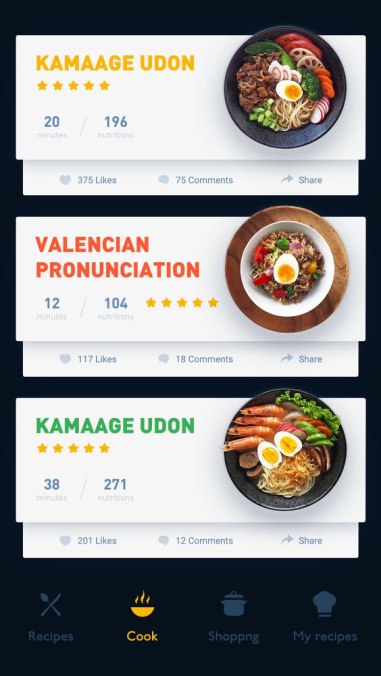 KAMAAGE UDON
20 196
minutes nutritions
375 Likes 75 Comments Share
VALENCIAN
PRONUNCIATION
12 104
minutes nutritions
117 Likes 18 Comments Share
KAMAAGE UDON
38 271
minutes nutritions
201 Likes 12 Comments Share
Recipes Cook Shoppng My recipes